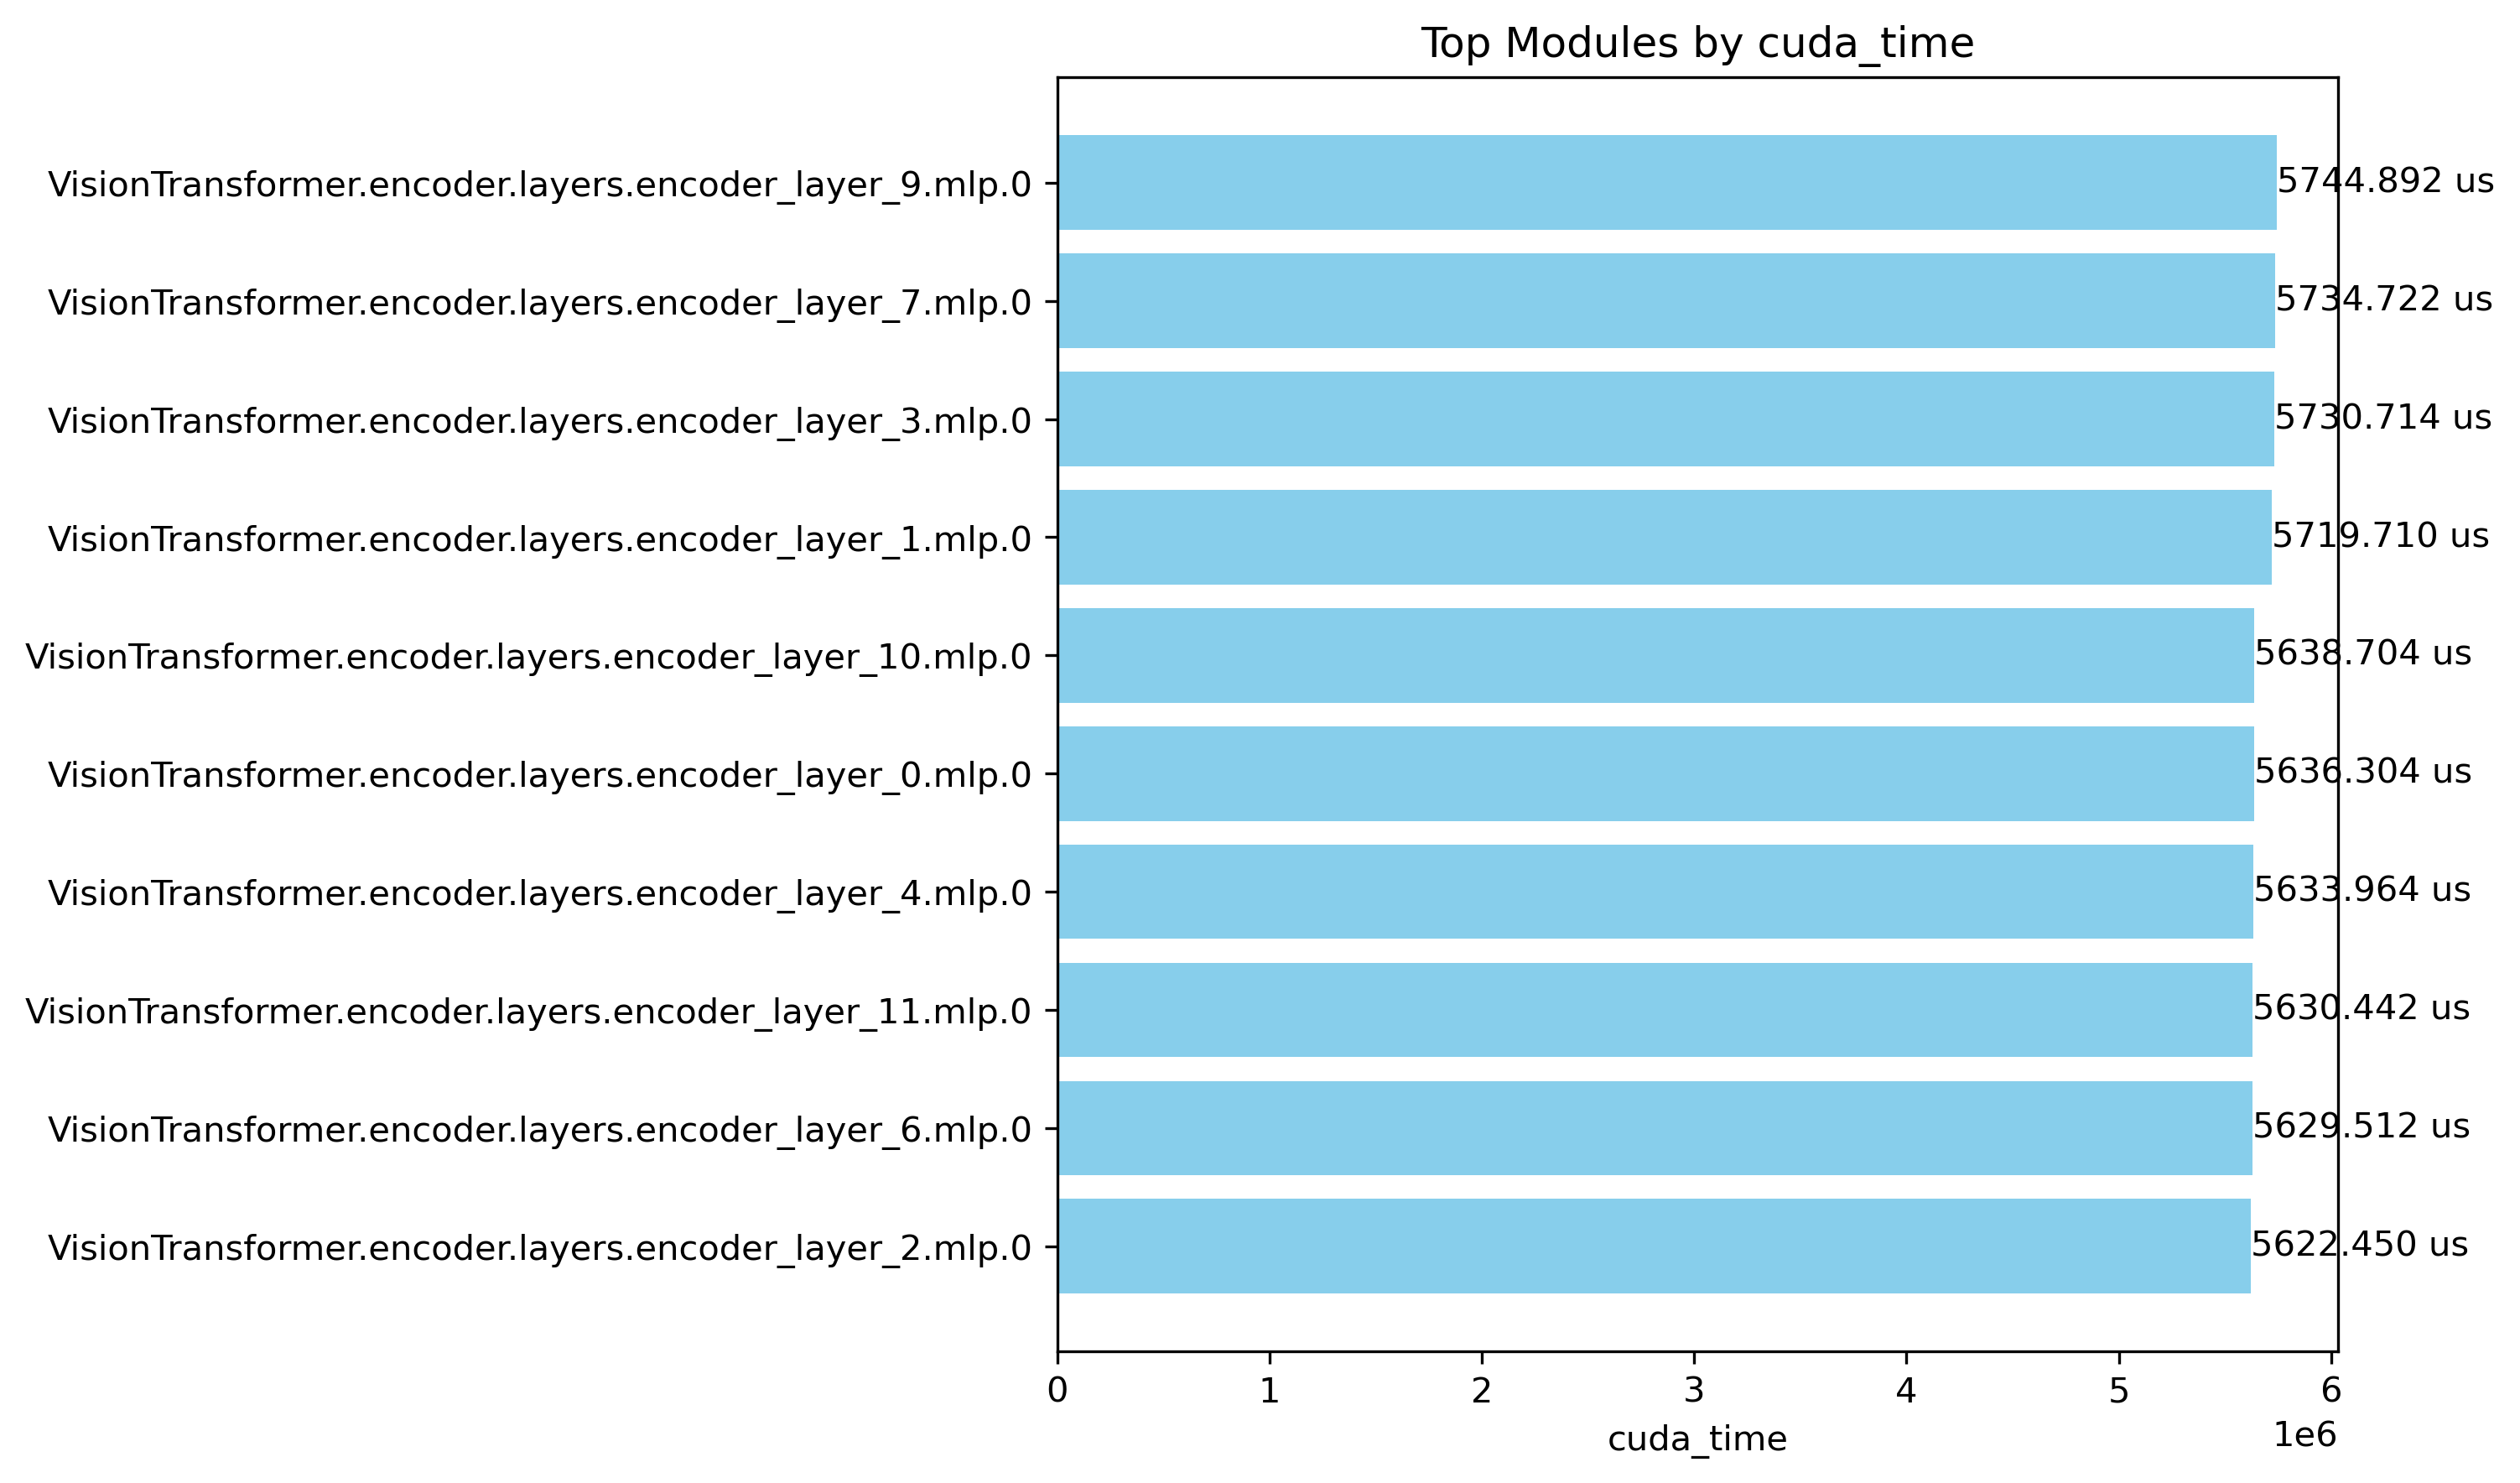 Top Modules by cuda_time
VisionTransformer.encoder.layers.encoder_layer_9.mlp.0 5744.892 us
VisionTransformer.encoder.layers.encoder_layer_7.mlp.0 5734.722 us
VisionTransformer.encoder.layers.encoder_layer_3.mlp.0 5730.714 us
VisionTransformer.encoder.layers.encoder_layer_1.mlp.0 5719.710 us
VisionTransformer.encoder.layers.encoder_layer_10.mlp.0 5638.704 us
VisionTransformer.encoder.layers.encoder_layer_0.mlp.0 5636.304 us
VisionTransformer.encoder.layers.encoder_layer_4.mlp.0 5633.964 us
VisionTransformer.encoder.layers.encoder_layer_11.mlp.0 5630.442 us
VisionTransformer.encoder.layers.encoder_layer_6.mlp.0 5629.512 us
VisionTransformer.encoder.layers.encoder_layer_2.mlp.0 5622.450 us
0 1 2 3 4 5 6
1e6
cuda_time